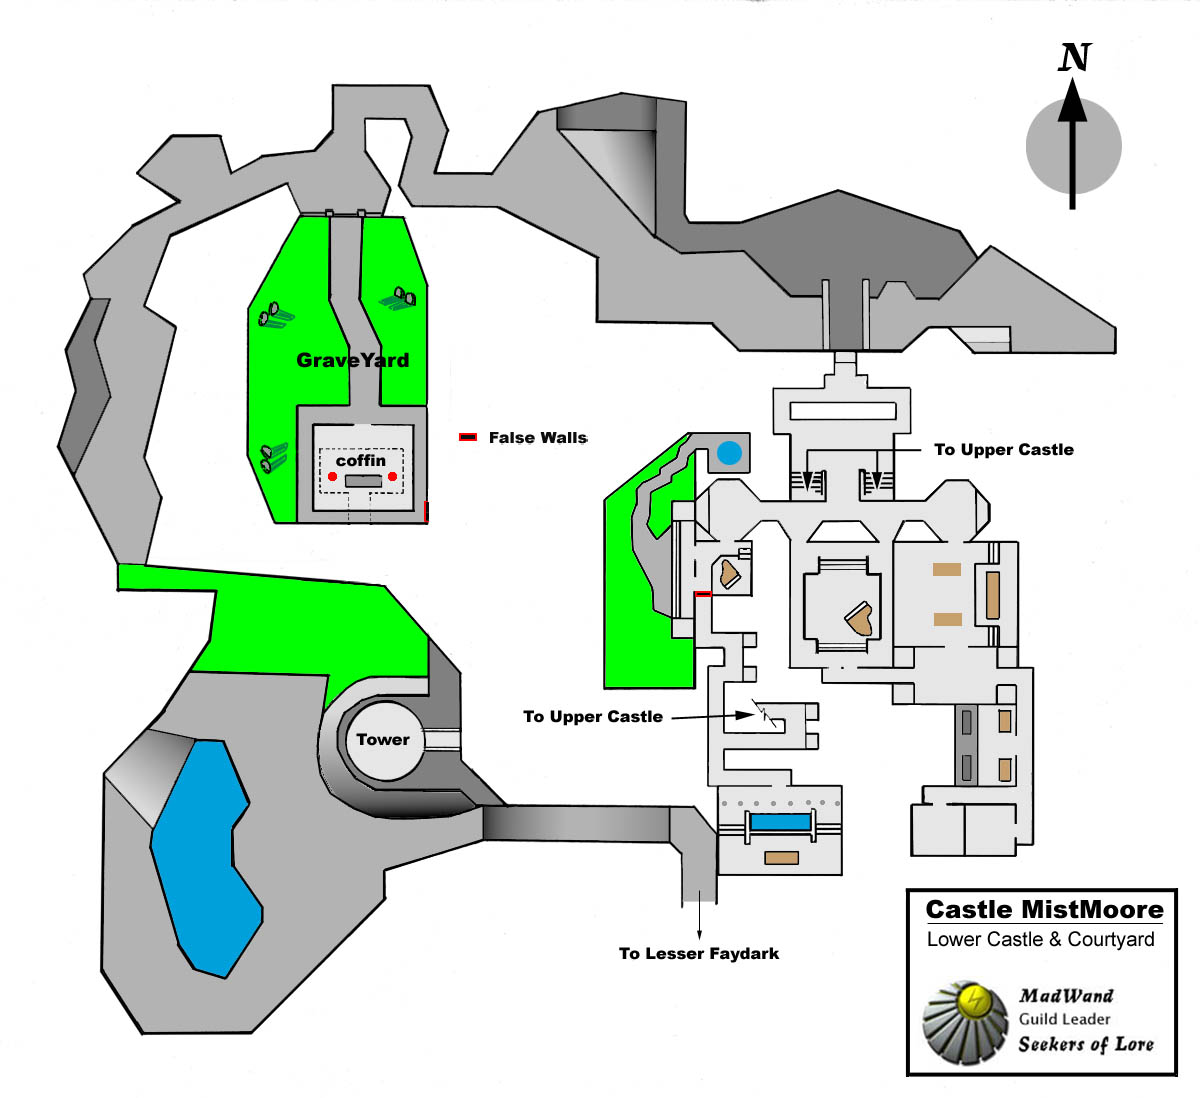 N
GraveYard
False Walls
coffin
To Upper Castle
To Upper Castle
Tower
To Lesser Faydark
Castle MistMoore
Lower Castle & Courtyard
MadWand
Guild Leader
Seekers of Lore